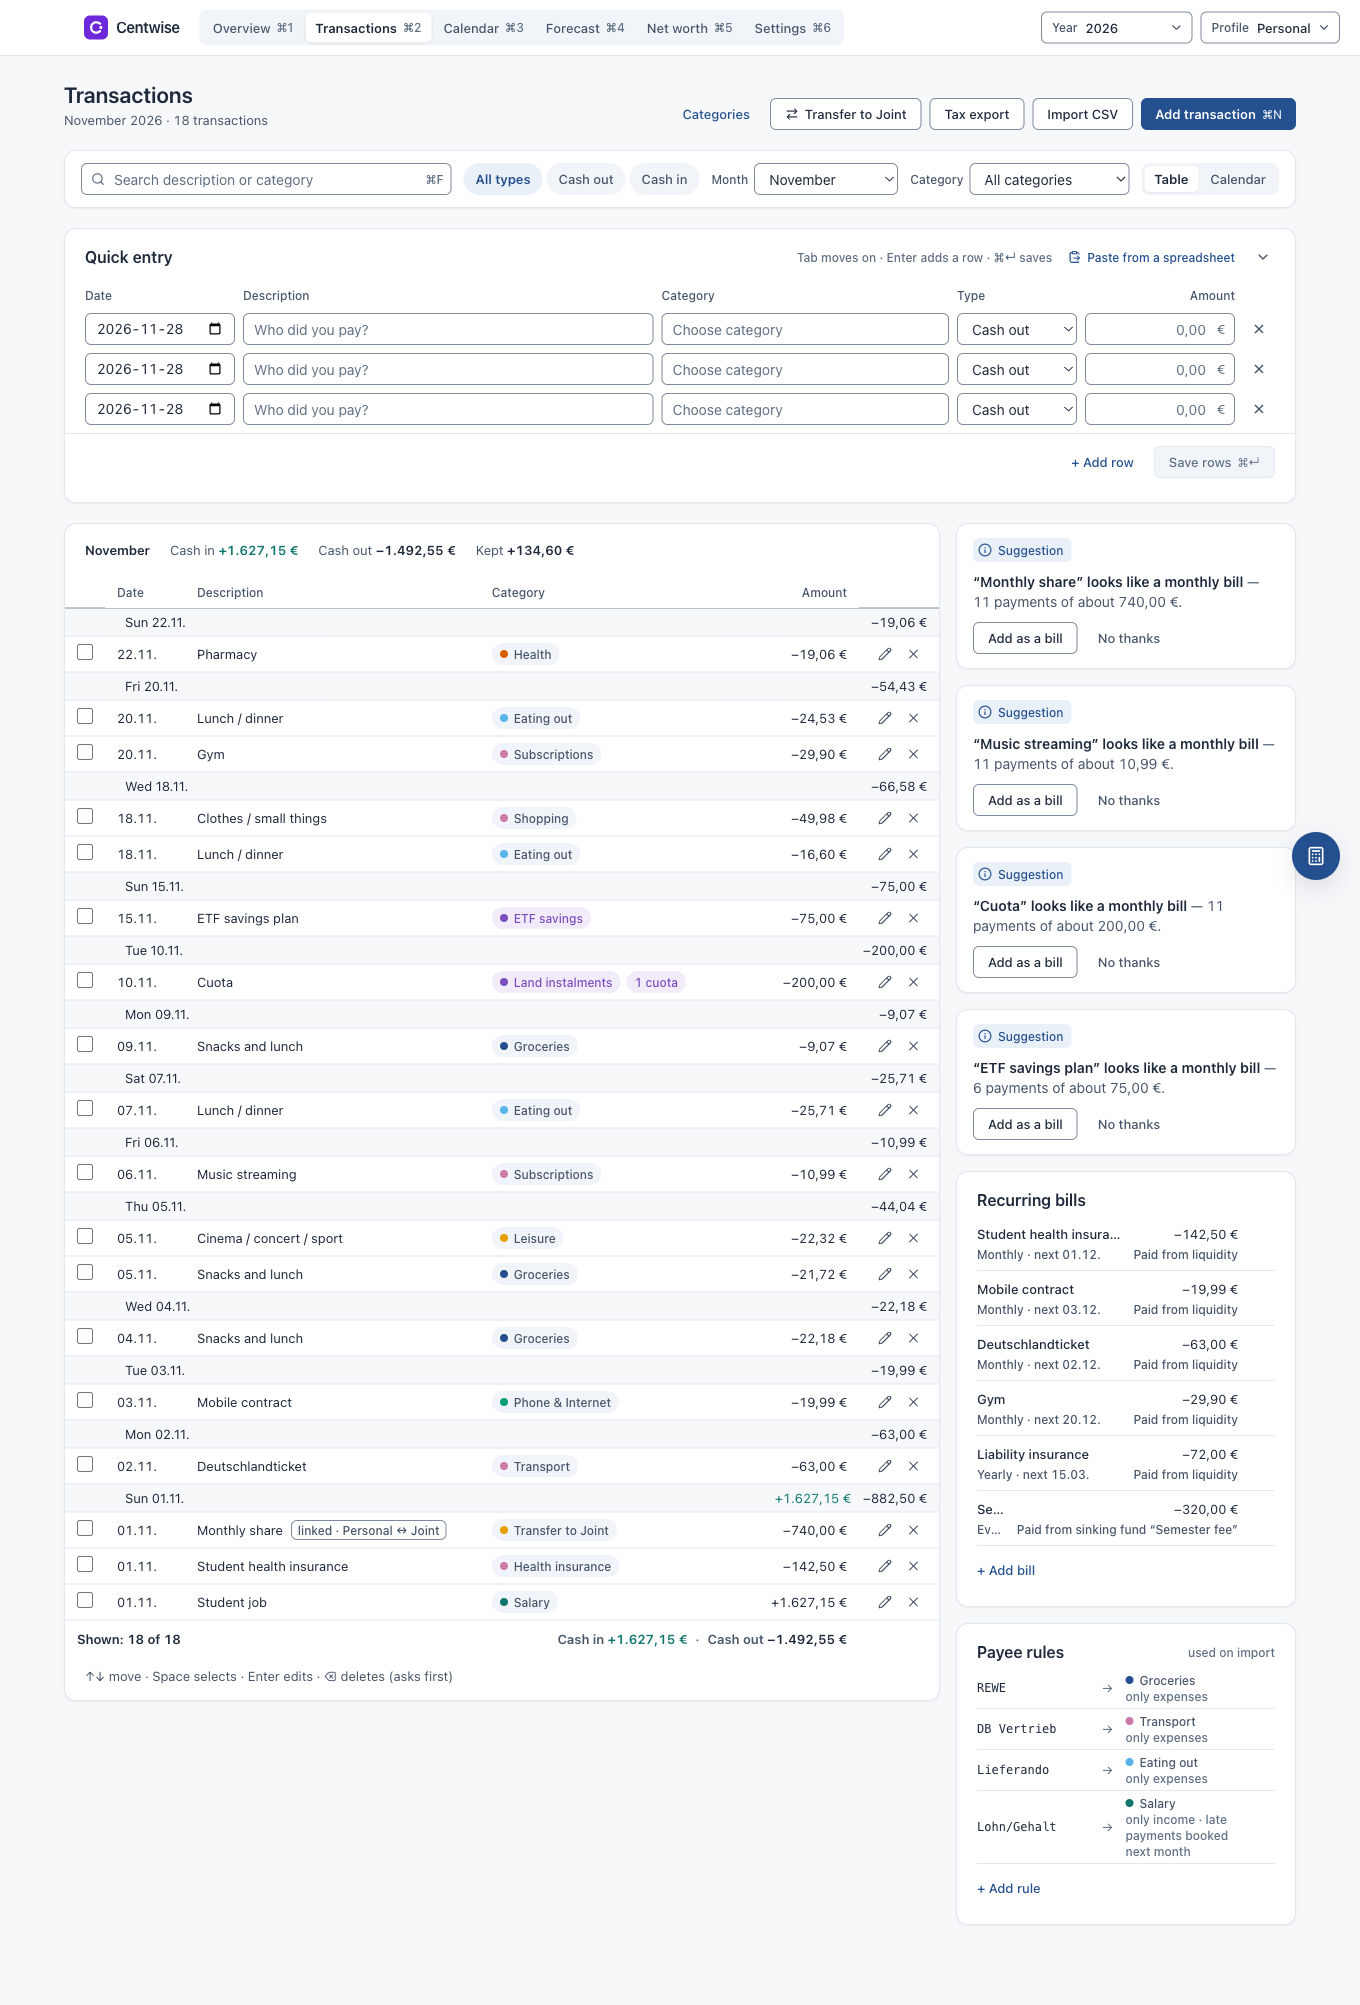 Centwise
Overview ⌘1 Transactions ⌘2 Calendar ⌘3 Forecast ⌘4 Net worth ⌘5 Settings ⌘6
Year 2026 Profile Personal
Transactions
November 2026 · 18 transactions
Categories Transfer to Joint Tax export Import CSV Add transaction ⌘N
Search description or category ⌘F All types Cash out Cash in Month November Category All categories Table Calendar
Quick entry
Tab moves on · Enter adds a row · ⌘↵ saves Paste from a spreadsheet
Date Description Category Type Amount
2026-11-28 Who did you pay? Choose category Cash out 0,00 €
2026-11-28 Who did you pay? Choose category Cash out 0,00 €
2026-11-28 Who did you pay? Choose category Cash out 0,00 €
+ Add row Save rows ⌘↵
November Cash in +1.627,15 € Cash out −1.492,55 € Kept +134,60 €
Date Description Category Amount
Sun 22.11. −19,06 €
22.11. Pharmacy Health −19,06 €
Fri 20.11. −54,43 €
20.11. Lunch / dinner Eating out −24,53 €
20.11. Gym Subscriptions −29,90 €
Wed 18.11. −66,58 €
18.11. Clothes / small things Shopping −49,98 €
18.11. Lunch / dinner Eating out −16,60 €
Sun 15.11. −75,00 €
15.11. ETF savings plan ETF savings −75,00 €
Tue 10.11. −200,00 €
10.11. Cuota Land instalments 1 cuota −200,00 €
Mon 09.11. −9,07 €
09.11. Snacks and lunch Groceries −9,07 €
Sat 07.11. −25,71 €
07.11. Lunch / dinner Eating out −25,71 €
Fri 06.11. −10,99 €
06.11. Music streaming Subscriptions −10,99 €
Thu 05.11. −44,04 €
05.11. Cinema / concert / sport Leisure −22,32 €
05.11. Snacks and lunch Groceries −21,72 €
Wed 04.11. −22,18 €
04.11. Snacks and lunch Groceries −22,18 €
Tue 03.11. −19,99 €
03.11. Mobile contract Phone & Internet −19,99 €
Mon 02.11. −63,00 €
02.11. Deutschlandticket Transport −63,00 €
Sun 01.11. +1.627,15 € −882,50 €
01.11. Monthly share linked · Personal ↔ Joint Transfer to Joint −740,00 €
01.11. Student health insurance Health insurance −142,50 €
01.11. Student job Salary +1.627,15 €
Shown: 18 of 18 Cash in +1.627,15 € · Cash out −1.492,55 €
↑↓ move · Space selects · Enter edits · ⌫ deletes (asks first)
Suggestion
“Monthly share” looks like a monthly bill —
11 payments of about 740,00 €.
Add as a bill No thanks
Suggestion
“Music streaming” looks like a monthly bill —
11 payments of about 10,99 €.
Add as a bill No thanks
Suggestion
“Cuota” looks like a monthly bill — 11
payments of about 200,00 €.
Add as a bill No thanks
Suggestion
“ETF savings plan” looks like a monthly bill —
6 payments of about 75,00 €.
Add as a bill No thanks
Recurring bills
Student health insura... −142,50 €
Monthly · next 01.12. Paid from liquidity
Mobile contract −19,99 €
Monthly · next 03.12. Paid from liquidity
Deutschlandticket −63,00 €
Monthly · next 02.12. Paid from liquidity
Gym −29,90 €
Monthly · next 20.12. Paid from liquidity
Liability insurance −72,00 €
Yearly · next 15.03. Paid from liquidity
Se... −320,00 €
Ev... Paid from sinking fund “Semester fee”
+ Add bill
Payee rules used on import
REWE → Groceries
only expenses
DB Vertrieb → Transport
only expenses
Lieferando → Eating out
only expenses
Lohn/Gehalt → Salary
only income · late
payments booked
next month
+ Add rule